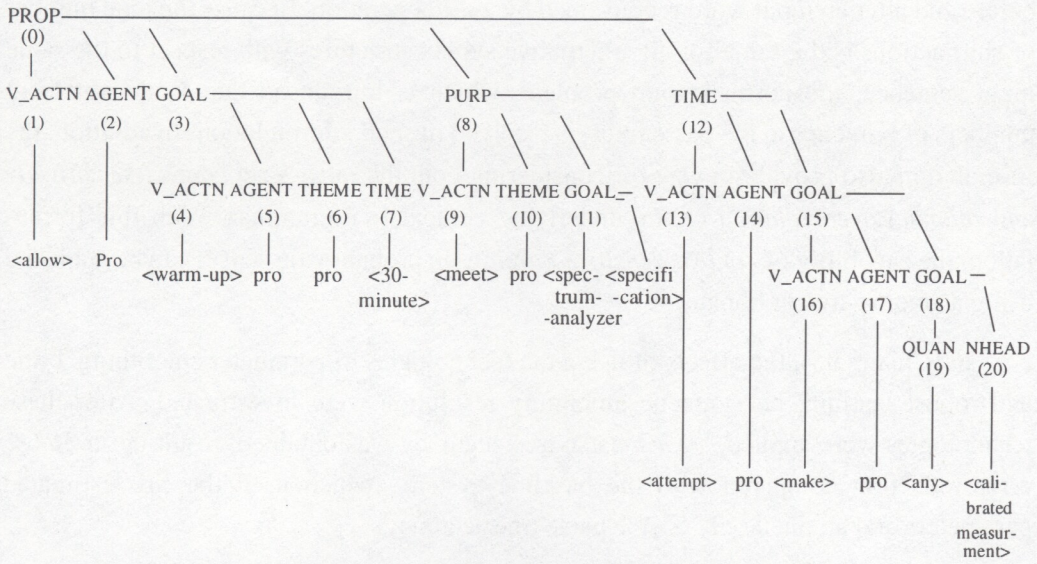 PROP
(0)
V_ACTN AGENT GOAL PURP TIME
(1) (2) (3) (8) (12)
V_ACTN AGENT THEME TIME V_ACTN THEME GOAL V_ACTN AGENT GOAL
(4) (5) (6) (7) (9) (10) (11) (13) (14) (15)
<allow> Pro <warm-up> pro pro <30- <meet> pro <spec- <specifi
minute> trum- -cation>
-analyzer
V_ACTN AGENT GOAL
(16) (17) (18)
QUAN NHEAD
(19) (20)
<attempt> pro <make> pro <any> <cali-
brated
measur-
ment>